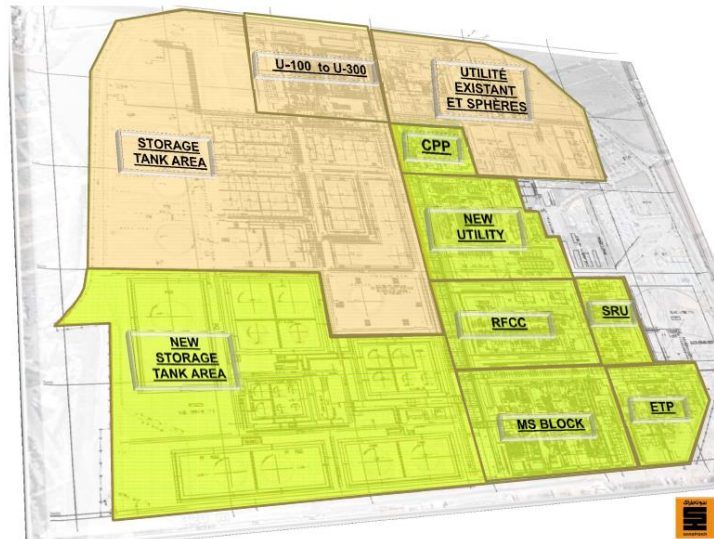 U-100 to U-300
UTILITÉ
EXISTANT
ET SPHÈRES
STORAGE
TANK AREA
CPP
NEW
UTILITY
RFCC
SRU
NEW
STORAGE
TANK AREA
MS BLOCK
ETP
سوناطراك
sonatrach